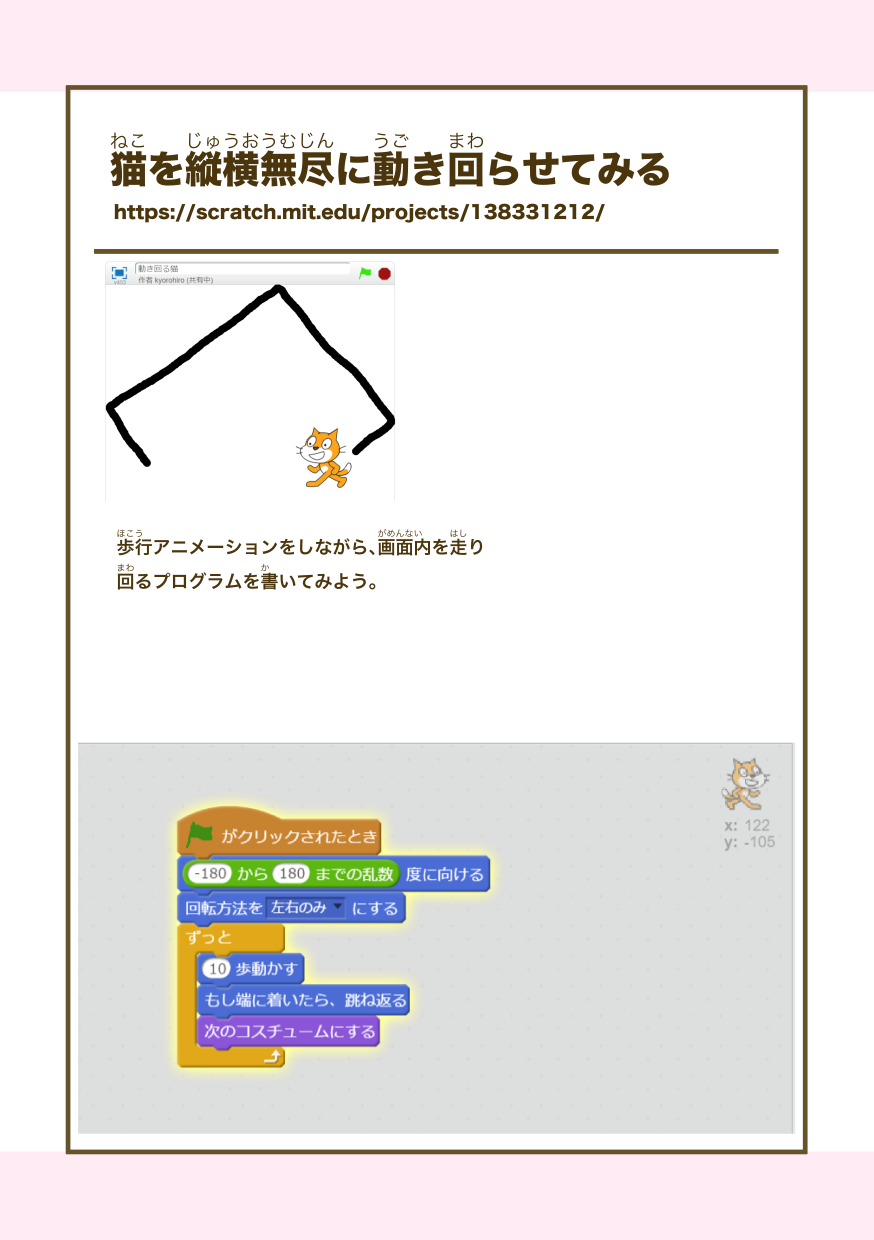 ねこ じゅうおうむじん うご まわ
猫を縦横無尽に動き回らせてみる
https://scratch.mit.edu/projects/138331212/
動き回る猫
作者 kyorohiro (共有中)
ほこう がめんない はし
歩行アニメーションをしながら、画面内を走り
まわ か
回るプログラムを書いてみよう。
x: 122
y: -105
がクリックされたとき
-180 から 180 までの乱数 度に向ける
回転方法を 左右のみ にする
ずっと
10 歩動かす
もし端に着いたら、跳ね返る
次のコスチュームにする